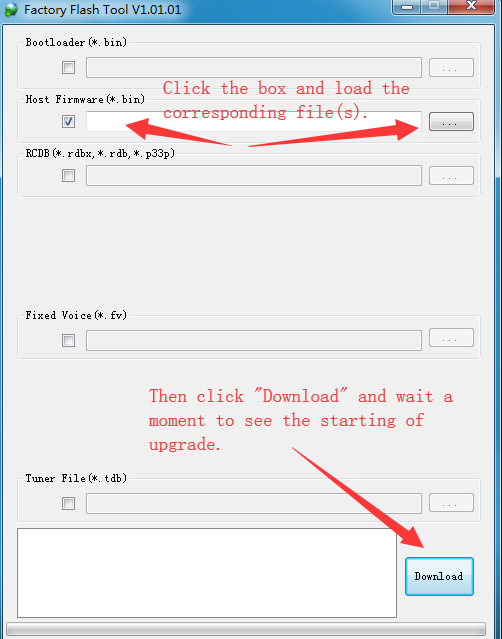 Factory Flash Tool V1.01.01
Bootloader(*.bin)
...
Click the box and load the
Host Firmware(*.bin)
corresponding file(s).
...
RCDB(*.rdbx,*.rdb,*.p33p)
...
Fixed Voice(*.fv)
...
Then click "Download" and wait a
moment to see the starting of
upgrade.
Tuner File(*.tdb)
...
Download